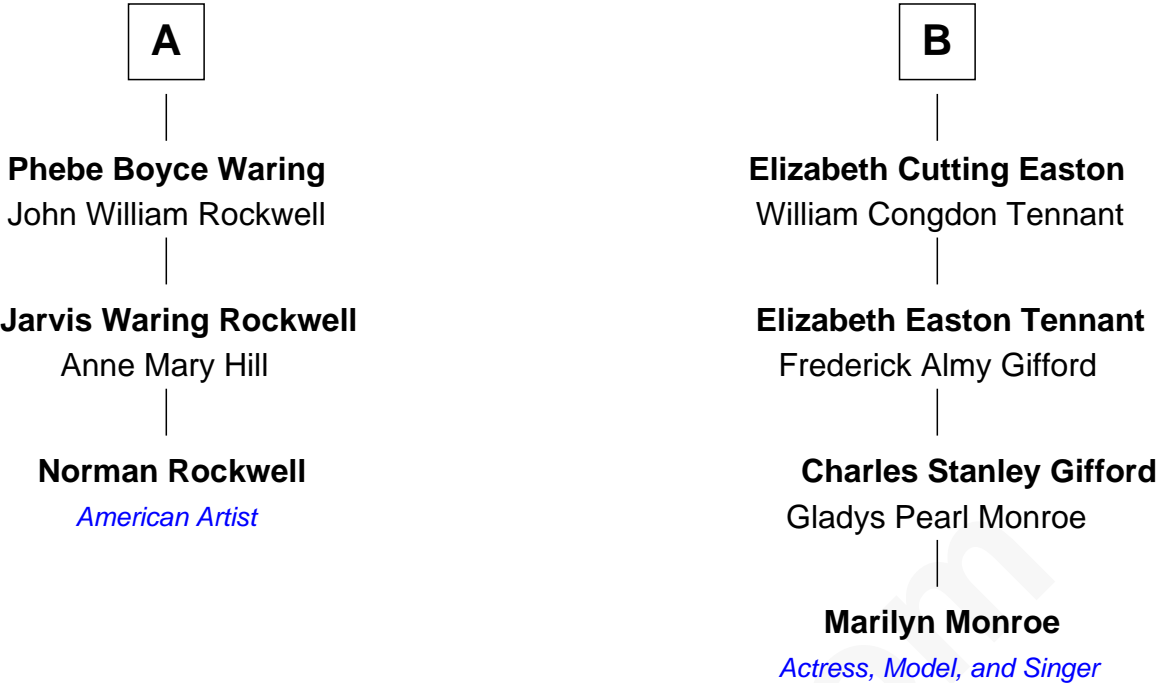 A
Phebe Boyce Waring
John William Rockwell
Jarvis Waring Rockwell
Anne Mary Hill
Norman Rockwell
American Artist
B
Elizabeth Cutting Easton
William Congdon Tennant
Elizabeth Easton Tennant
Frederick Almy Gifford
Charles Stanley Gifford
Gladys Pearl Monroe
Marilyn Monroe
Actress, Model, and Singer